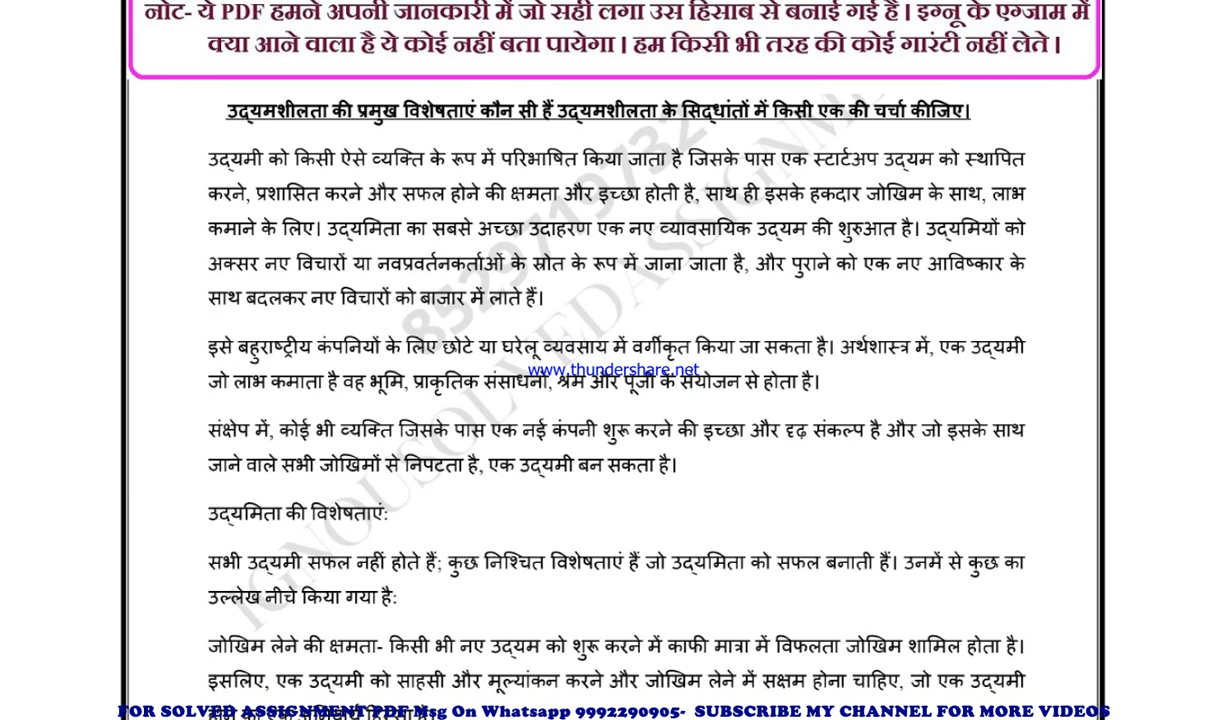 नोट- ये PDF हमने अपनी जानकारी में जो सही लगा उस हिसाब से बनाई गई है। इग्नू के एग्जाम में
क्या आने वाला है ये कोई नहीं बता पायेगा। हम किसी भी तरह की कोई गारंटी नहीं लेते।
उद्यमशीलता की प्रमुख विशेषताएं कौन सी हैं उद्यमशीलता के सिद्धांतों में किसी एक की चर्चा कीजिए।
उद्यमी को किसी ऐसे व्यक्ति के रूप में परिभाषित किया जाता है जिसके पास एक स्टार्टअप उद्यम को स्थापित
करने, प्रशासित करने और सफल होने की क्षमता और इच्छा होती है, साथ ही इसके हकदार जोखिम के साथ, लाभ
कमाने के लिए। उद्यमिता का सबसे अच्छा उदाहरण एक नए व्यावसायिक उद्यम की शुरुआत है। उद्यमियों को
अक्सर नए विचारों या नवप्रवर्तनकर्ताओं के स्रोत के रूप में जाना जाता है, और पुराने को एक नए आविष्कार के
साथ बदलकर नए विचारों को बाजार में लाते हैं।
इसे बहुराष्ट्रीय कंपनियों के लिए छोटे या घरेलू व्यवसाय में वर्गीकृत किया जा सकता है। अर्थशास्त्र में, एक उद्यमी
www.thundershare.net
जो लाभ कमाता है वह भूमि, प्राकृतिक संसाधनों, श्रम और पूंजी के संयोजन से होता है।
संक्षेप में, कोई भी व्यक्ति जिसके पास एक नई कंपनी शुरू करने की इच्छा और दृढ़ संकल्प है और जो इसके साथ
जाने वाले सभी जोखिमों से निपटता है, एक उद्यमी बन सकता है।
उद्यमिता की विशेषताएं:
सभी उद्यमी सफल नहीं होते हैं; कुछ निश्चित विशेषताएं हैं जो उद्यमिता को सफल बनाती हैं। उनमें से कुछ का
उल्लेख नीचे किया गया है:
जोखिम लेने की क्षमता- किसी भी नए उद्यम को शुरू करने में काफी मात्रा में विफलता जोखिम शामिल होता है।
इसलिए, एक उद्यमी को साहसी और मूल्यांकन करने और जोखिम लेने में सक्षम होना चाहिए, जो एक उद्यमी
FOR SOLVED ASSIGNMENT PDF Msg On Whatsapp 9992290905- SUBSCRIBE MY CHANNEL FOR MORE VIDEOS
8529719732
IGNOUSOLVEDASSIGNM